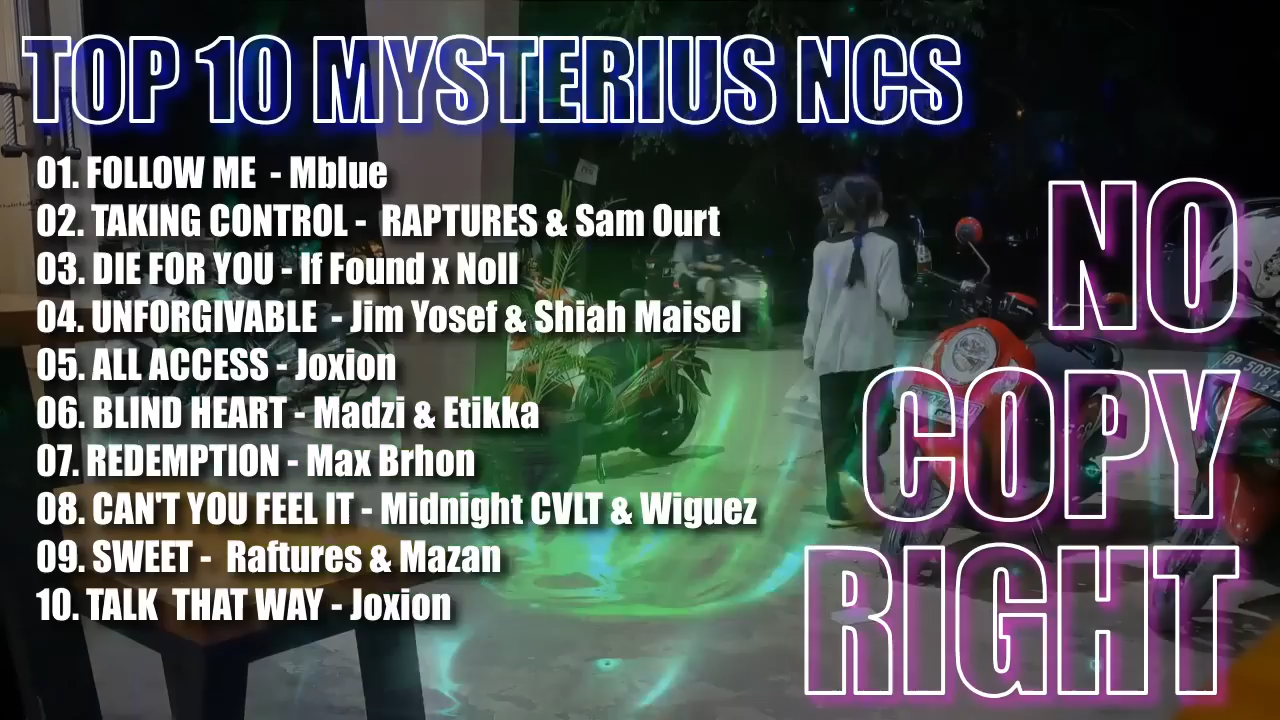 TOP 10 MYSTERIUS NCS
01. FOLLOW ME - Mblue
02. TAKING CONTROL - RAPTURES & Sam Ourt
03. DIE FOR YOU - If Found x Noll
04. UNFORGIVABLE - Jim Yosef & Shiah Maisel
05. ALL ACCESS - Joxion
06. BLIND HEART - Madzi & Etikka
07. REDEMPTION - Max Brhon
08. CAN'T YOU FEEL IT - Midnight CVLT & Wiguez
09. SWEET - Raftures & Mazan
10. TALK THAT WAY - Joxion
NO
COPY
RIGHT